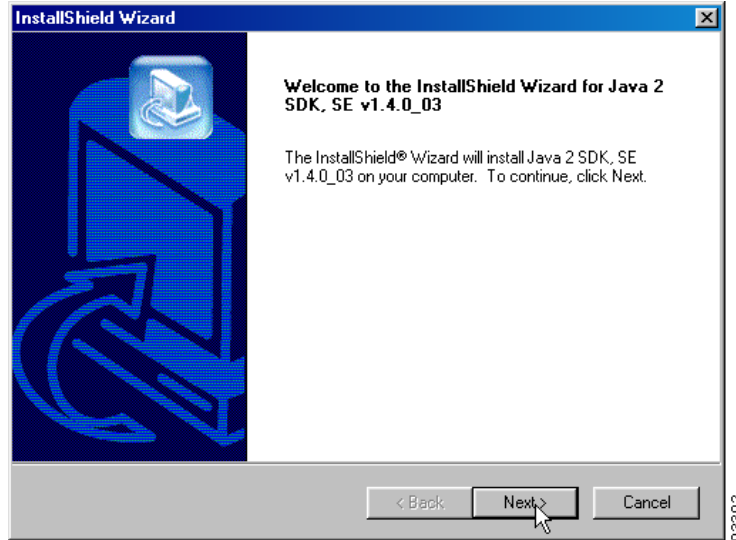 InstallShield Wizard
Welcome to the InstallShield Wizard for Java 2
SDK, SE v1.4.0_03
The InstallShield® Wizard will install Java 2 SDK, SE
v1.4.0_03 on your computer. To continue, click Next.
< Back
Next >
Cancel